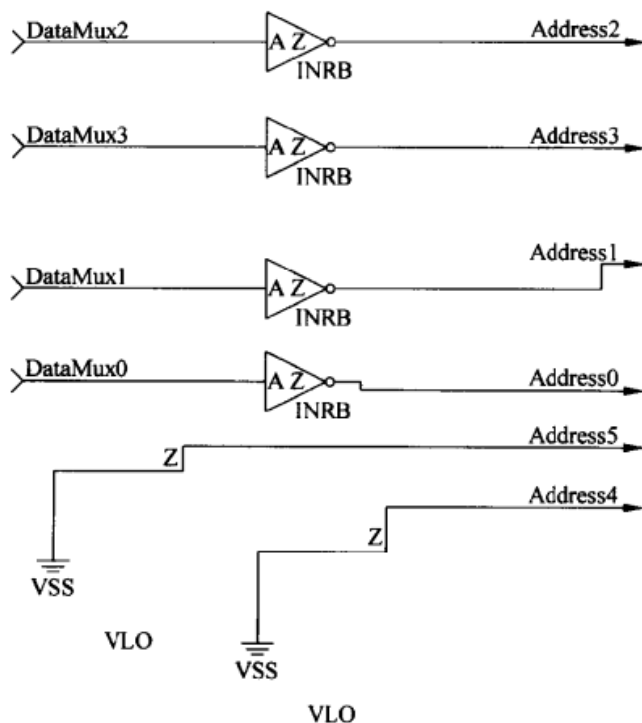 DataMux2 A Z INRB Address2
DataMux3 A Z INRB Address3
DataMux1 A Z INRB Address1
DataMux0 A Z INRB Address0
Z Address5
VSS
Z Address4
VLO
VSS
VLO